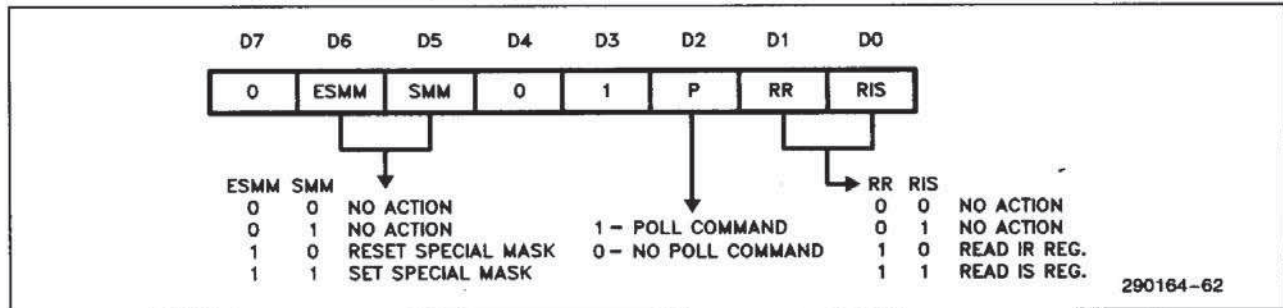 D7 D6 D5 D4 D3 D2 D1 D0
0 ESMM SMM 0 1 P RR RIS
ESMM SMM
0 0 NO ACTION
0 1 NO ACTION
1 0 RESET SPECIAL MASK
1 1 SET SPECIAL MASK
1 – POLL COMMAND
0 – NO POLL COMMAND
RR RIS
0 0 NO ACTION
0 1 NO ACTION
1 0 READ IR REG.
1 1 READ IS REG.
290164–62